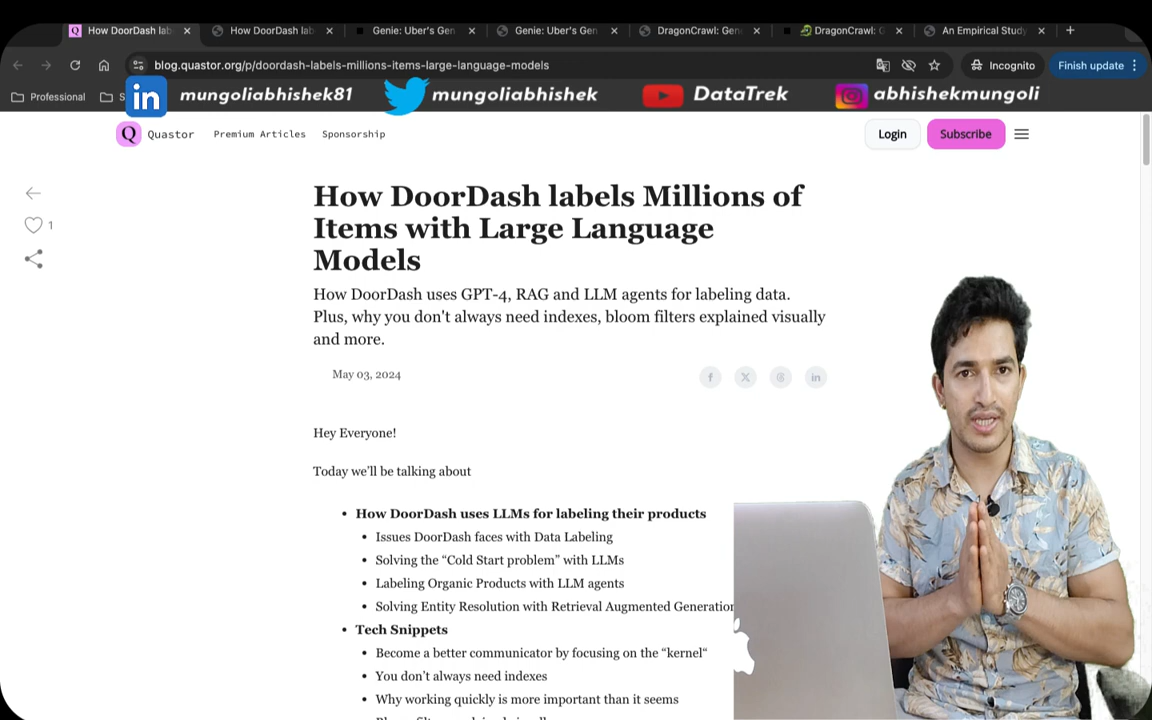 How DoorDash lab
How DoorDash lab
Genie: Uber's Gen
Genie: Uber's Gen
DragonCrawl: Gen
DragonCrawl: G
An Empirical Study
blog.quastor.org/p/doordash-labels-millions-items-large-language-models
Incognito
Finish update
Professional
S
in
mungoliabhishek81
mungoliabhishek
DataTrek
abhishekmungoli
Q
Quastor
Premium Articles
Sponsorship
Login
Subscribe
1
How DoorDash labels Millions of
Items with Large Language
Models
How DoorDash uses GPT-4, RAG and LLM agents for labeling data.
Plus, why you don't always need indexes, bloom filters explained visually
and more.
May 03, 2024
Hey Everyone!
Today we'll be talking about
• How DoorDash uses LLMs for labeling their products
• Issues DoorDash faces with Data Labeling
• Solving the “Cold Start problem” with LLMs
• Labeling Organic Products with LLM agents
• Solving Entity Resolution with Retrieval Augmented Generation
• Tech Snippets
• Become a better communicator by focusing on the “kernel“
• You don't always need indexes
• Why working quickly is more important than it seems